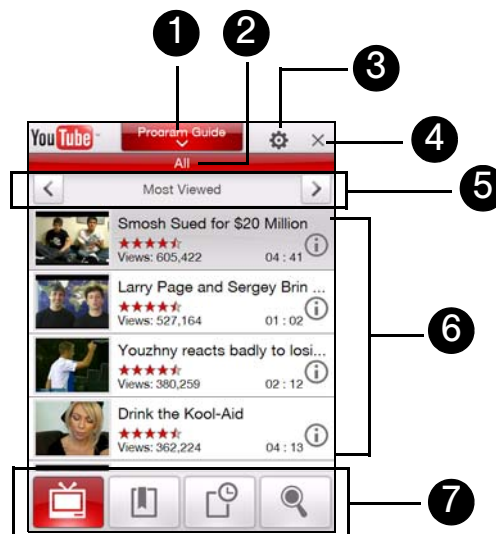 1 2 3
YouTube™ Program Guide 4
All
Most Viewed 5
Smosh Sued for $20 Million
Views: 605,422 04 : 41
Larry Page and Sergey Brin ...
Views: 527,164 01 : 02
6
Youzhny reacts badly to losi...
Views: 380,259 02 : 12
Drink the Kool-Aid
Views: 362,224 04 : 13
7